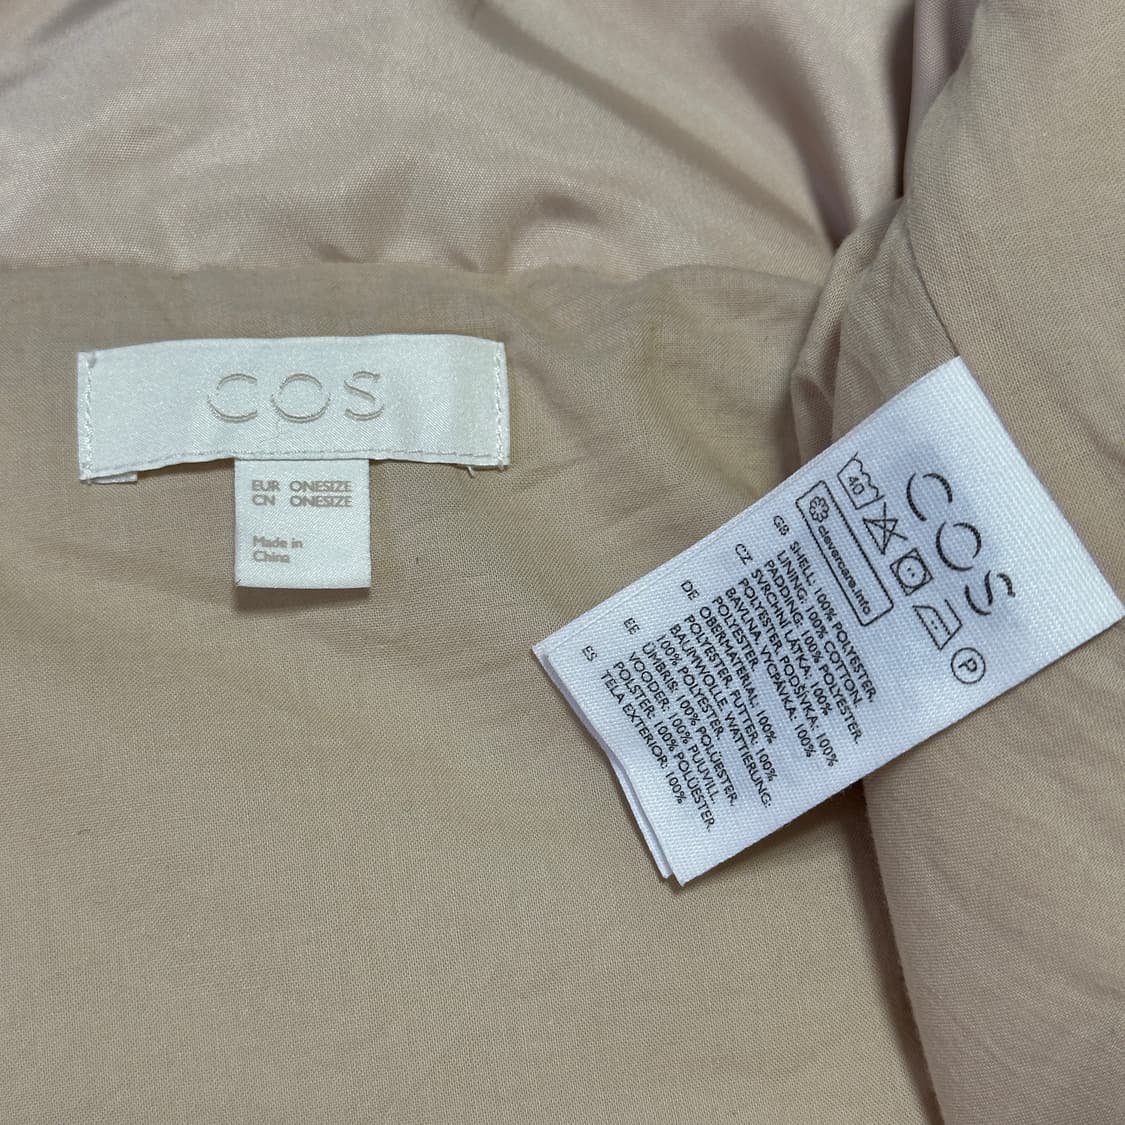 COS
EUR ONESIZE
CN ONESIZE
Made in
China
COS
40
P
clevercare.info
GB SHELL: 100% POLYESTER.
LINING: 100% COTTON.
PADDING: 100% POLYESTER.
CZ SVRCHNÍ LÁTKA: 100%
POLYESTER. PODŠÍVKA: 100%
BAVLNA. VYCPÁVKA: 100%
POLYESTER.
DE OBERMATERIAL: 100%
POLYESTER. FUTTER: 100%
BAUMWOLLE. WATTIERUNG:
100% POLYESTER.
EE ÜMBRIS: 100% POLÜESTER.
VOODER: 100% PUUVILL.
POLSTER: 100% POLÜESTER.
ES TELA EXTERIOR: 100%